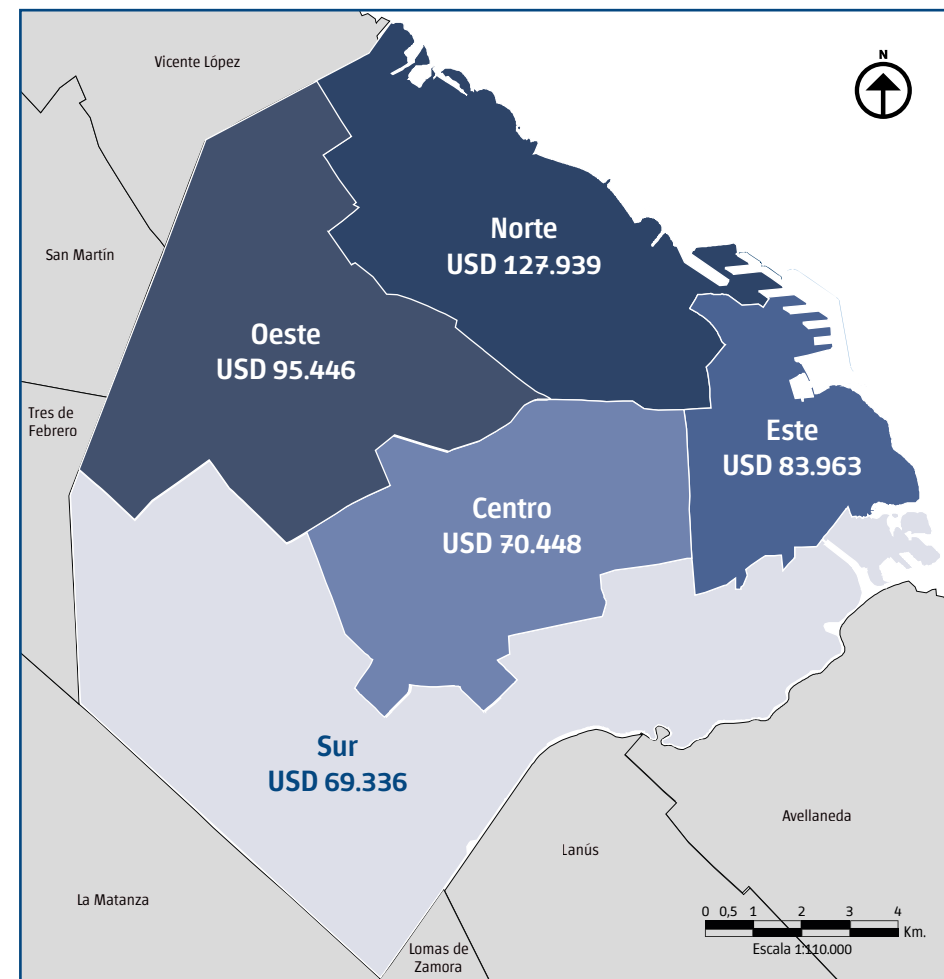 Vicente López
N
San Martín
Norte
USD 127.939
Oeste
USD 95.446
Tres de
Febrero
Este
USD 83.963
Centro
USD 70.448
Sur
USD 69.336
Avellaneda
Lanús
La Matanza
0 0,5 1 2 3 4
Km.
Escala 1:110.000
Lomas de
Zamora